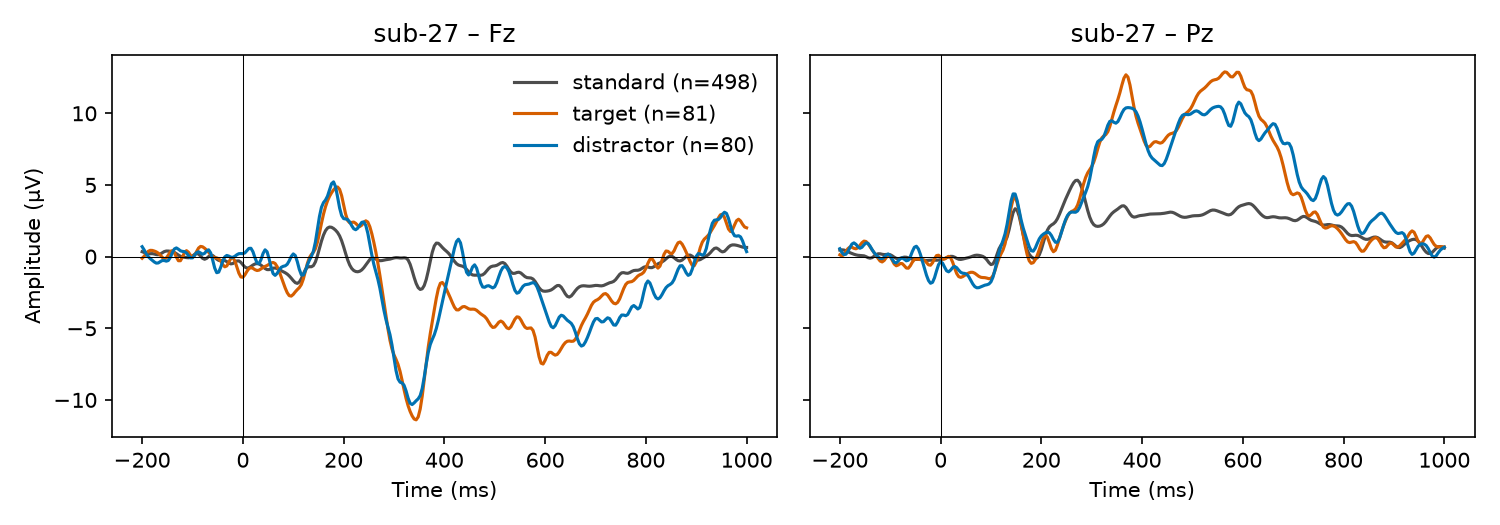 sub-27 – Fz
sub-27 – Pz
standard (n=498)
target (n=81)
distractor (n=80)
Amplitude (µV)
10
5
0
−5
−10
−200 0 200 400 600 800 1000
−200 0 200 400 600 800 1000
Time (ms)
Time (ms)